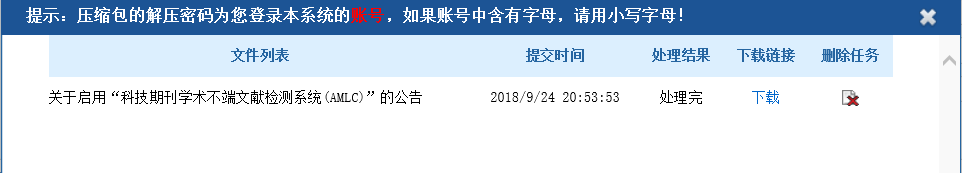 提示：压缩包的解压密码为您登录本系统的账号，如果账号中含有字母，请用小写字母！
文件列表 提交时间 处理结果 下载链接 删除任务
关于启用“科技期刊学术不端文献检测系统(AMLC)”的公告 2018/9/24 20:53:53 处理完 下载